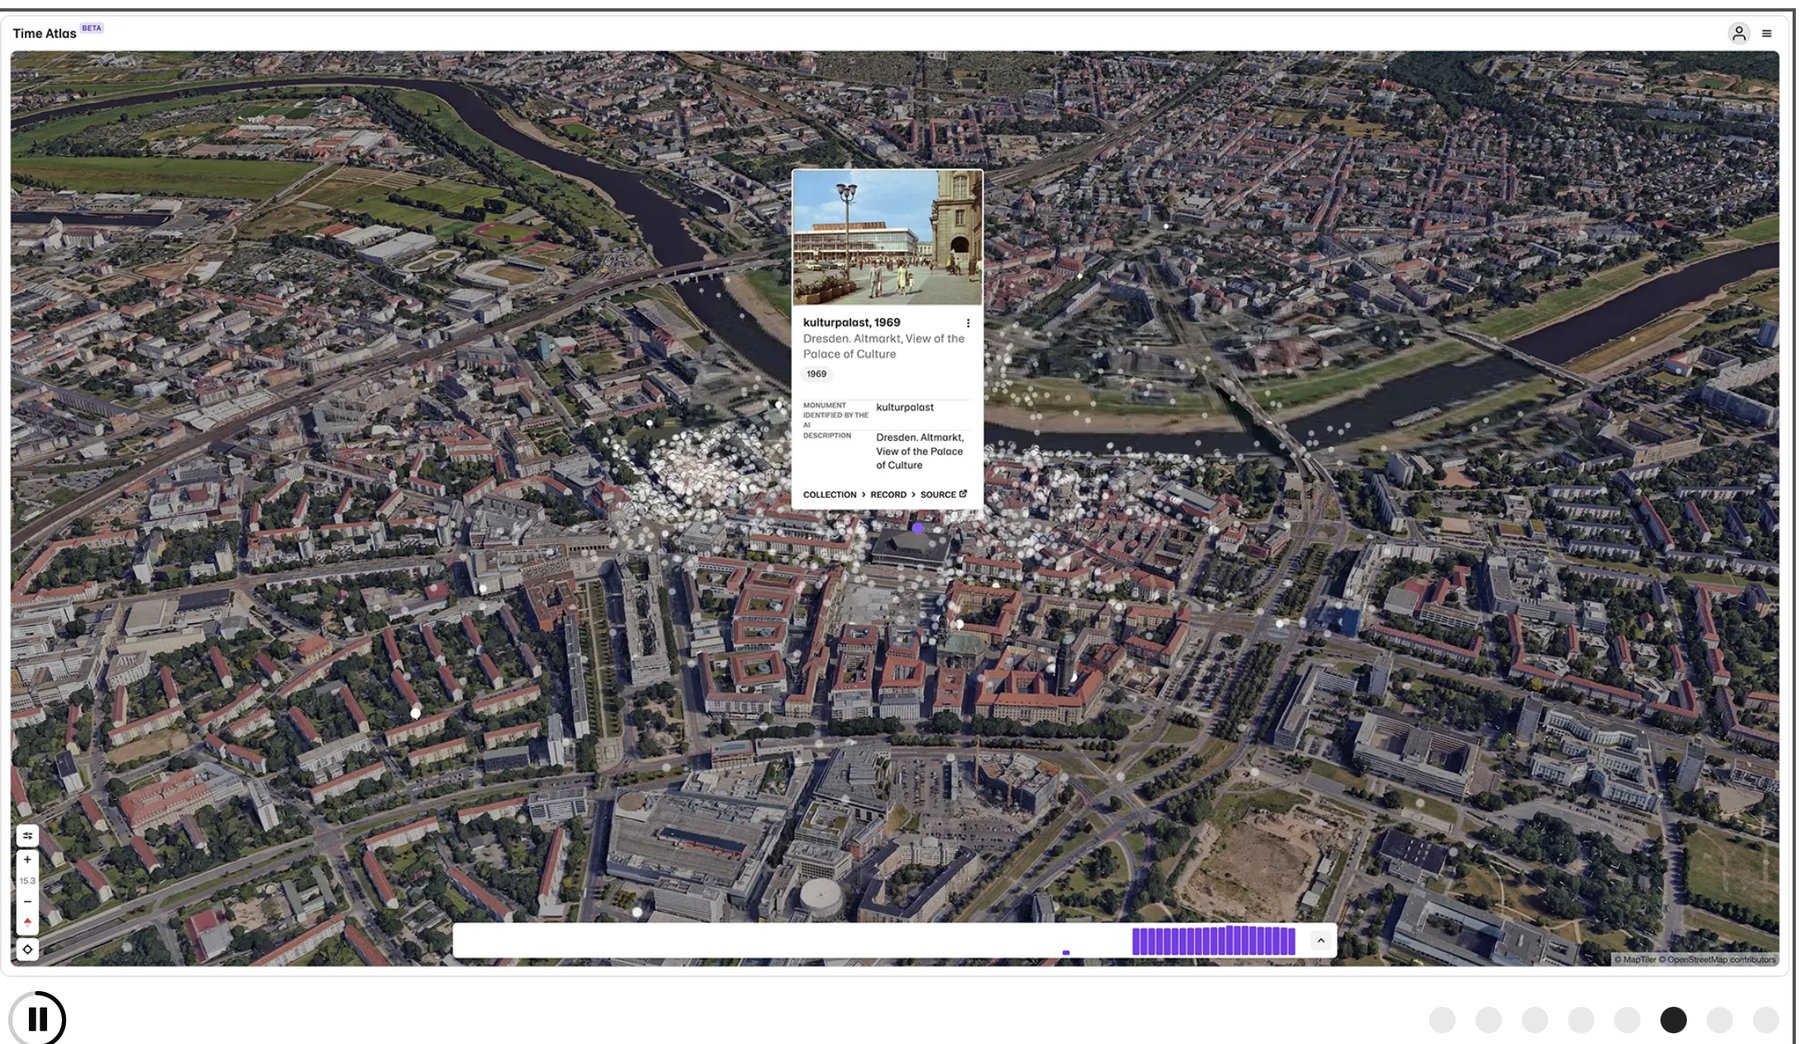 Time Atlas BETA
kulturpalast, 1969
Dresden. Altmarkt, View of the
Palace of Culture
1969
MONUMENT
IDENTIFIED BY THE
AI
kulturpalast
DESCRIPTION
Dresden. Altmarkt,
View of the Palace
of Culture
COLLECTION > RECORD > SOURCE
+
15.3
−
© MapTiler © OpenStreetMap contributors